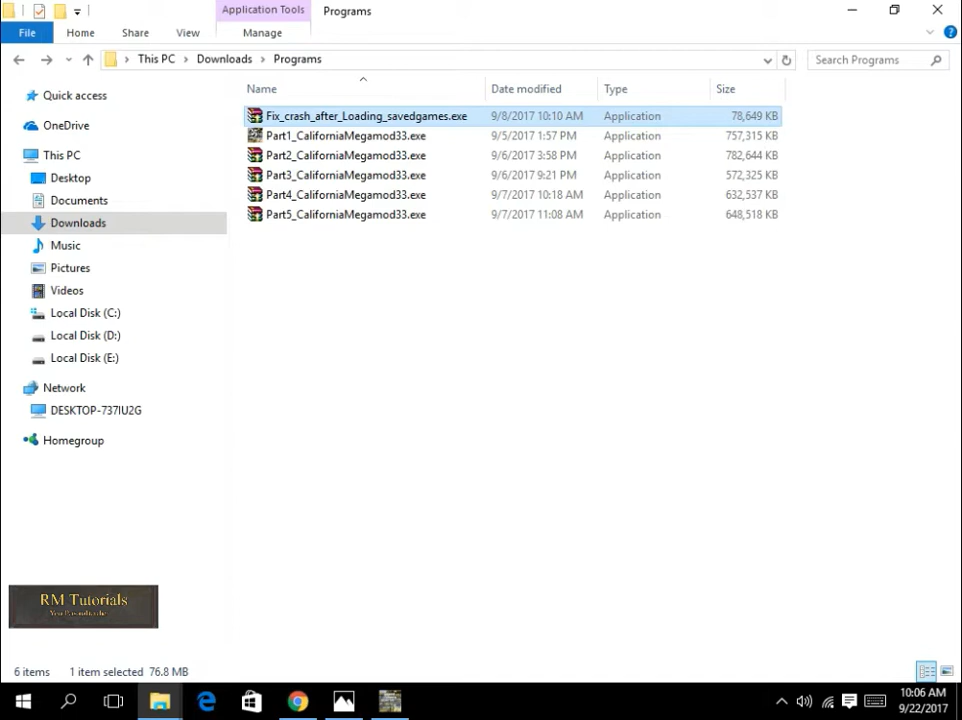 Application Tools
Programs
File
Home
Share
View
Manage
This PC
Downloads
Programs
Search Programs
Name
Date modified
Type
Size
Quick access
OneDrive
This PC
Desktop
Documents
Downloads
Music
Pictures
Videos
Local Disk (C:)
Local Disk (D:)
Local Disk (E:)
Network
DESKTOP-737IU2G
Homegroup
Fix_crash_after_Loading_savedgames.exe 9/8/2017 10:10 AM Application 78,649 KB
Part1_CaliforniaMegamod33.exe 9/5/2017 1:57 PM Application 757,315 KB
Part2_CaliforniaMegamod33.exe 9/6/2017 3:58 PM Application 782,644 KB
Part3_CaliforniaMegamod33.exe 9/6/2017 9:21 PM Application 572,325 KB
Part4_CaliforniaMegamod33.exe 9/7/2017 10:18 AM Application 632,537 KB
Part5_CaliforniaMegamod33.exe 9/7/2017 11:08 AM Application 648,518 KB
RM Tutorials
6 items 1 item selected 76.8 MB
10:06 AM
9/22/2017